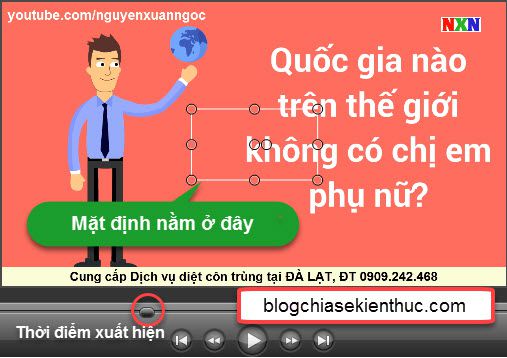 youtube.com/nguyenxuanngoc
NXN
Quốc gia nào
trên thế giới
không có chị em
phụ nữ?
Mặt định nằm ở đây
Cung cấp Dịch vụ diệt côn trùng tại ĐÀ LẠT, ĐT 0909.242.468
blogchiasekienthuc.com
Thời điểm xuất hiện